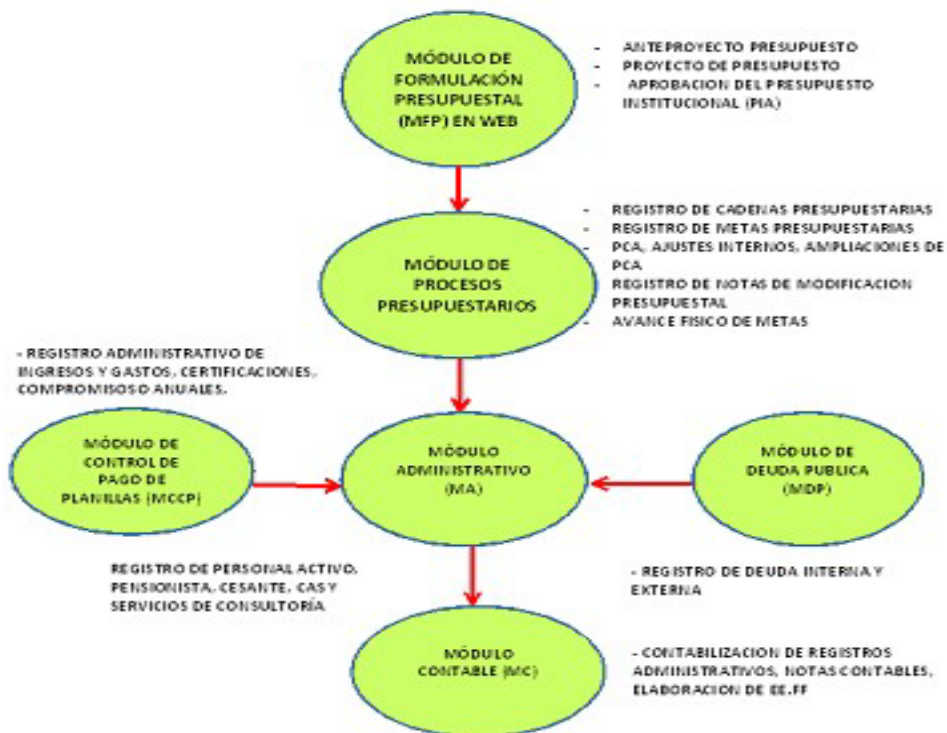 MÓDULO DE
FORMULACIÓN
PRESUPUESTAL
(MFP) EN WEB
- ANTEPROYECTO PRESUPUESTO
- PROYECTO DE PRESUPUESTO
- APROBACION DEL PRESUPUESTO
INSTITUCIONAL (PIA)
MÓDULO DE
PROCESOS
PRESUPUESTARIOS
- REGISTRO DE CADENAS PRESUPUESTARIAS
- REGISTRO DE METAS PRESUPUESTARIAS
- PCA, AJUSTES INTERNOS, AMPLIACIONES DE
PCA
- REGISTRO DE NOTAS DE MODIFICACION
PRESUPUESTAL
- AVANCE FISICO DE METAS
- REGISTRO ADMINISTRATIVO DE
INGRESOS Y GASTOS, CERTIFICACIONES,
COMPROMISOSO ANUALES.
MÓDULO DE
CONTROL DE
PAGO DE
PLANILLAS (MCCP)
MÓDULO
ADMINISTRATIVO
(MA)
MÓDULO DE
DEUDA PUBLICA
(MDP)
REGISTRO DE PERSONAL ACTIVO,
PENSIONISTA, CESANTE, CAS Y
SERVICIOS DE CONSULTORÍA
- REGISTRO DE DEUDA INTERNA Y
EXTERNA
MÓDULO
CONTABLE (MC)
- CONTABILIZACION DE REGISTROS
ADMINISTRATIVOS, NOTAS CONTABLES,
ELABORACION DE EE.FF